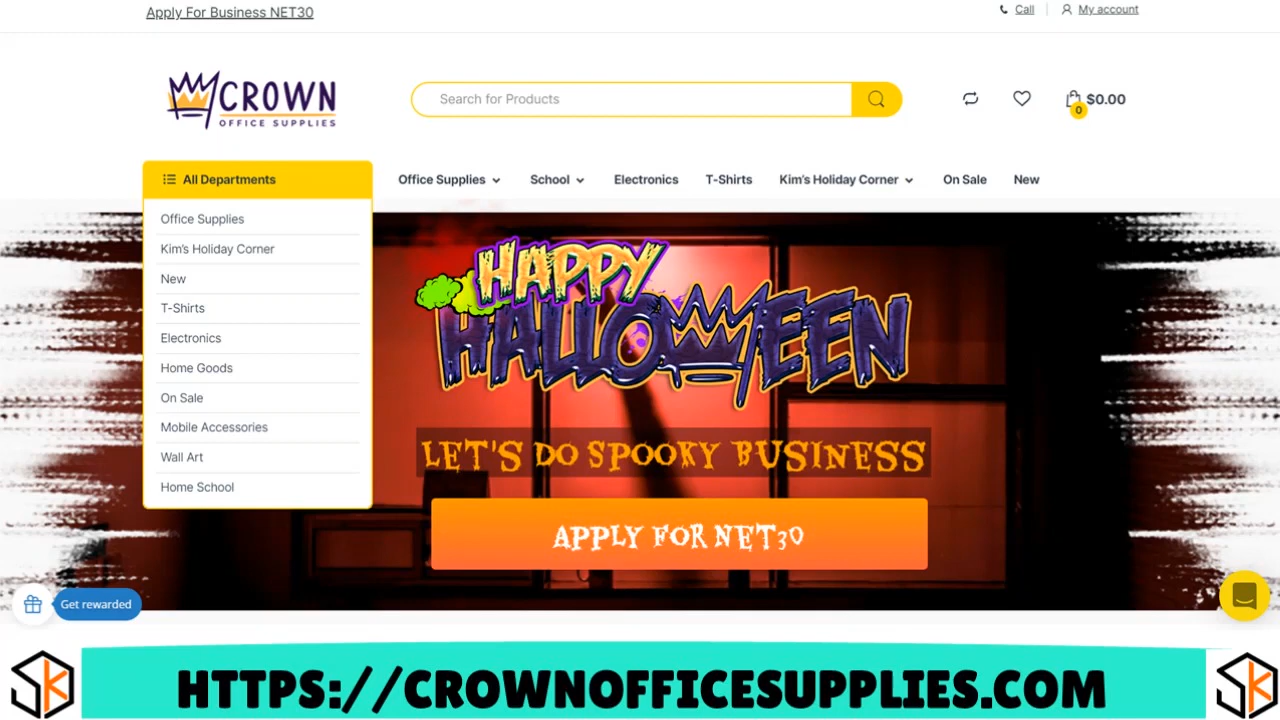 Apply For Business NET30
Call
My account
CROWN
OFFICE SUPPLIES
Search for Products
0
$0.00
All Departments
Office Supplies
School
Electronics
T-Shirts
Kim's Holiday Corner
On Sale
New
Office Supplies
Kim's Holiday Corner
New
T-Shirts
Electronics
Home Goods
On Sale
Mobile Accessories
Wall Art
Home School
HAPPY
HALLOWEEN
LET'S DO SPOOKY BUSINESS
APPLY FOR NET30
Get rewarded
SK
HTTPS://CROWNOFFICESUPPLIES.COM
SK